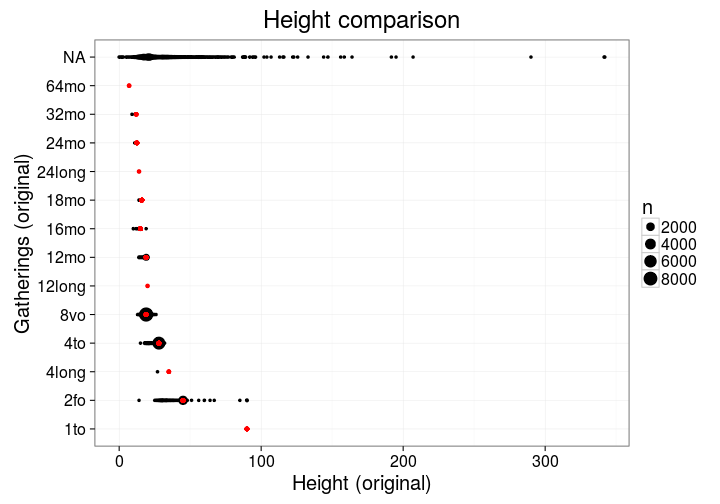 Height comparison
Gatherings (original)
NA
64mo
32mo
24mo
24long
18mo
16mo
12mo
12long
8vo
4to
4long
2fo
1to
0 100 200 300
Height (original)
n
2000
4000
6000
8000